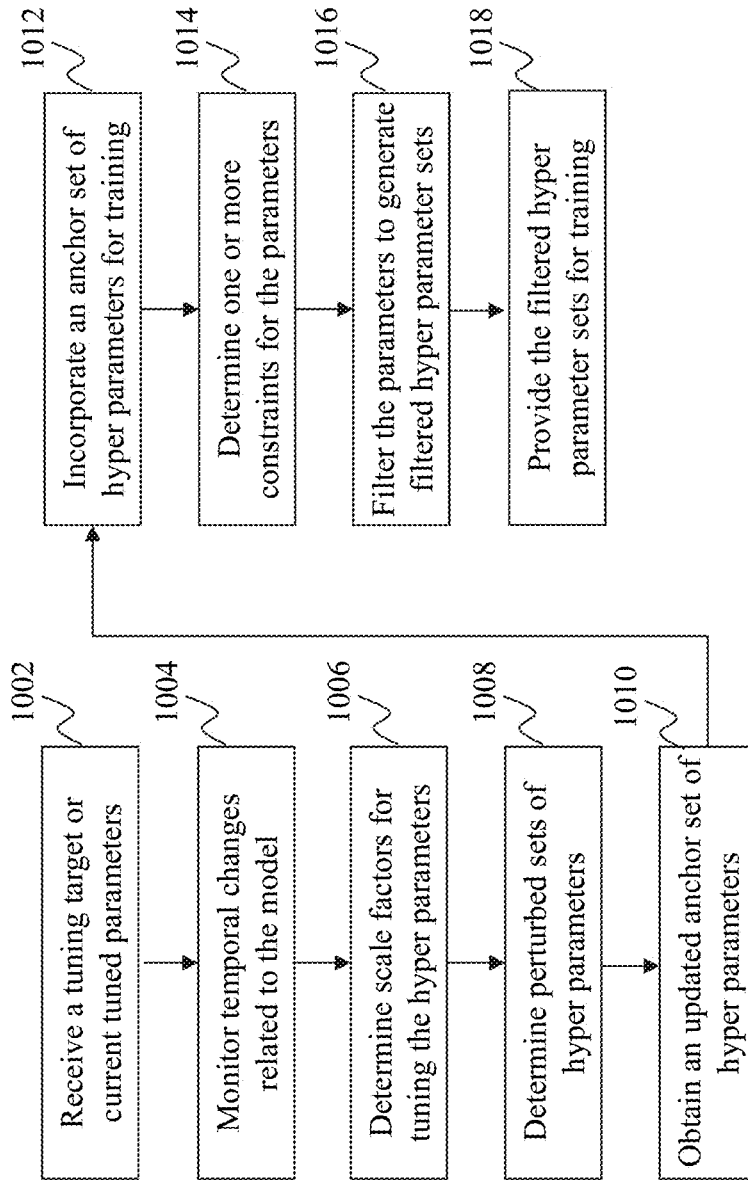 Receive a tuning target or
current tuned parameters
1002
Monitor temporal changes
related to the model
1004
Determine scale factors for
tuning the hyper parameters
1006
Determine perturbed sets of
hyper parameters
1008
Obtain an updated anchor set of
hyper parameters
1010
Incorporate an anchor set of
hyper parameters for training
1012
Determine one or more
constraints for the parameters
1014
Filter the parameters to generate
filtered hyper parameter sets
1016
Provide the filtered hyper
parameter sets for training
1018